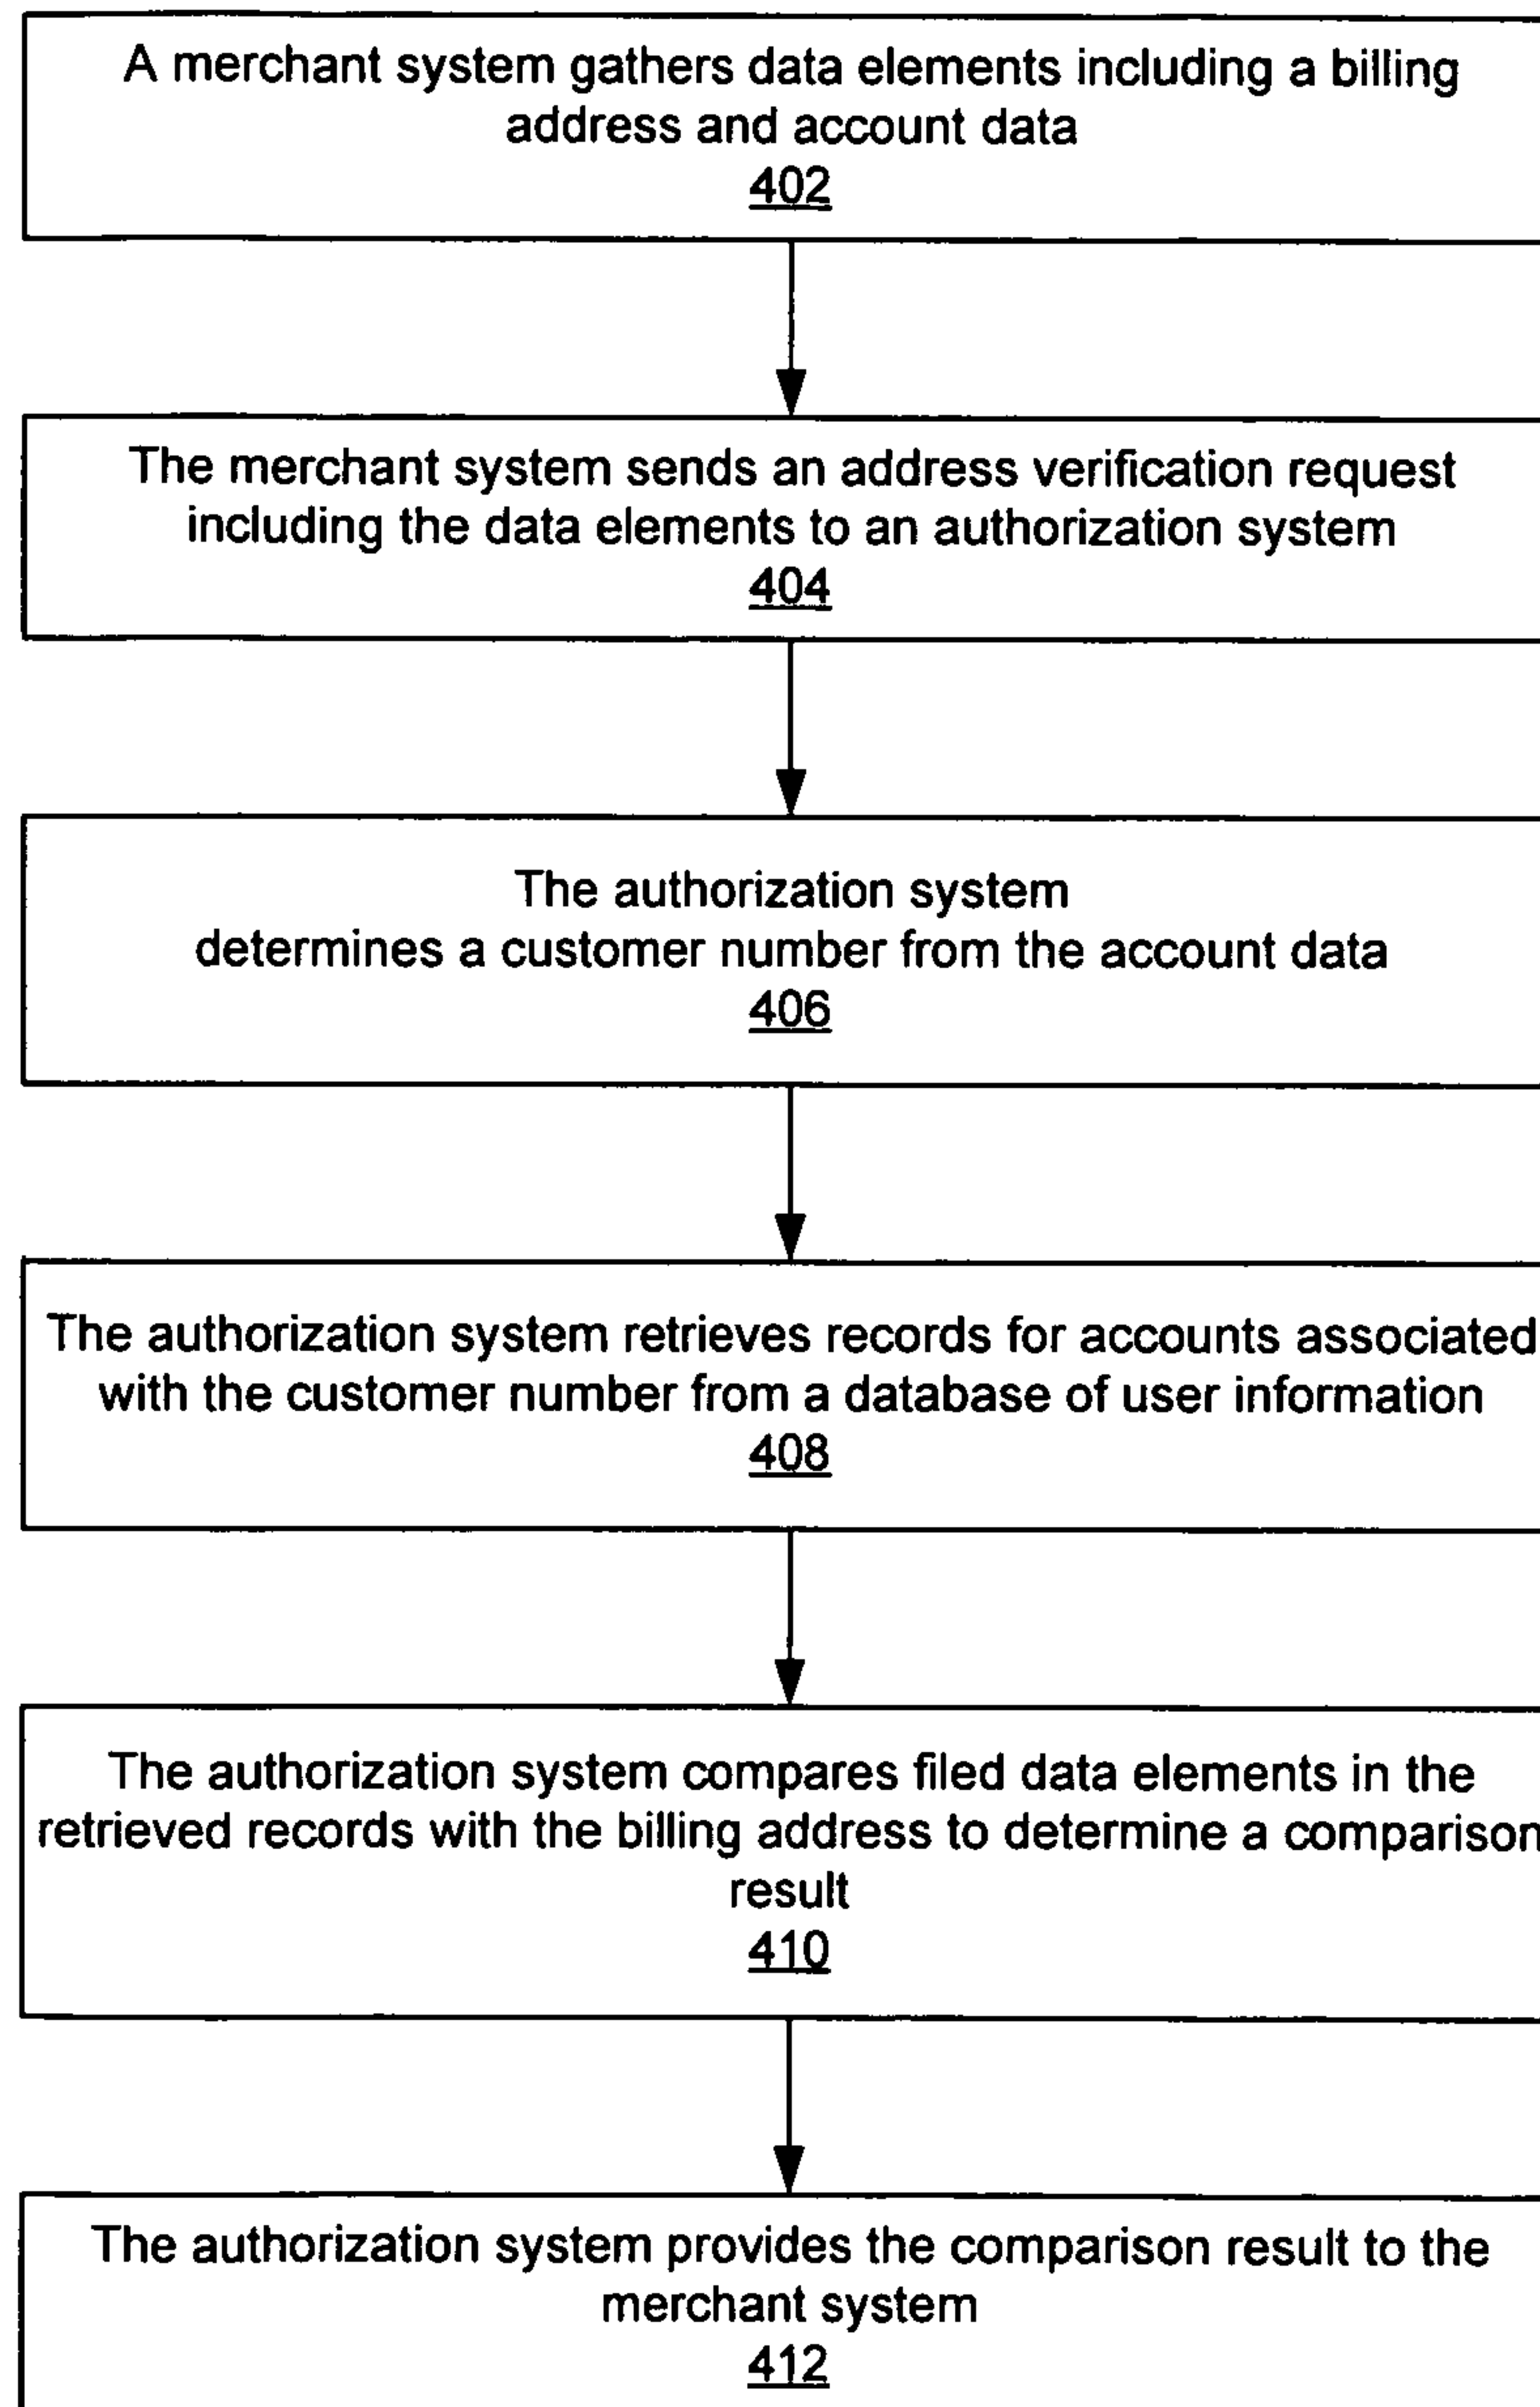 A merchant system gathers data elements including a billing
address and account data
402
The merchant system sends an address verification request
including the data elements to an authorization system
404
The authorization system
determines a customer number from the account data
406
The authorization system retrieves records for accounts associated
with the customer number from a database of user information
408
The authorization system compares filed data elements in the
retrieved records with the billing address to determine a comparison
result
410
The authorization system provides the comparison result to the
merchant system
412